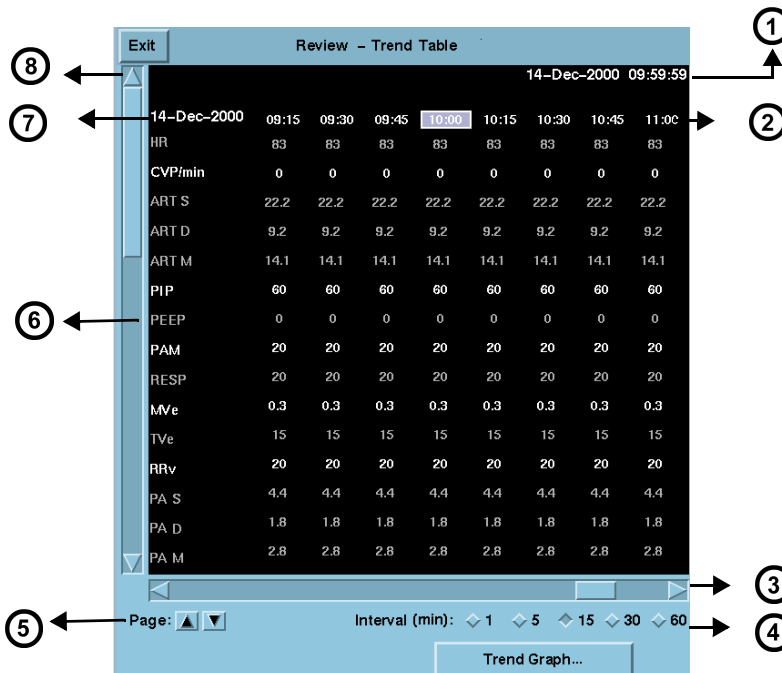 1
Exit Review – Trend Table
8
14–Dec–2000 09:59:59
7 14–Dec–2000 09:15 09:30 09:45 10:00 10:15 10:30 10:45 11:00 2
HR 83 83 83 83 83 83 83 83
CVP/min 0 0 0 0 0 0 0 0
ART S 22.2 22.2 22.2 22.2 22.2 22.2 22.2 22.2
ART D 9.2 9.2 9.2 9.2 9.2 9.2 9.2 9.2
ART M 14.1 14.1 14.1 14.1 14.1 14.1 14.1 14.1
PIP 60 60 60 60 60 60 60 60
6 PEEP 0 0 0 0 0 0 0 0
PAM 20 20 20 20 20 20 20 20
RESP 20 20 20 20 20 20 20 20
MVe 0.3 0.3 0.3 0.3 0.3 0.3 0.3 0.3
TVe 15 15 15 15 15 15 15 15
RRv 20 20 20 20 20 20 20 20
PA S 4.4 4.4 4.4 4.4 4.4 4.4 4.4 4.4
PA D 1.8 1.8 1.8 1.8 1.8 1.8 1.8 1.8
PA M 2.8 2.8 2.8 2.8 2.8 2.8 2.8 2.8
3
5 Page: Interval (min): 1 5 15 30 60 4
Trend Graph...